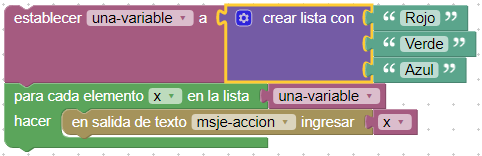 establecer una-variable a crear lista con “ Rojo ”
“ Verde ”
“ Azul ”
para cada elemento x en la lista una-variable
hacer en salida de texto msje-accion ingresar x